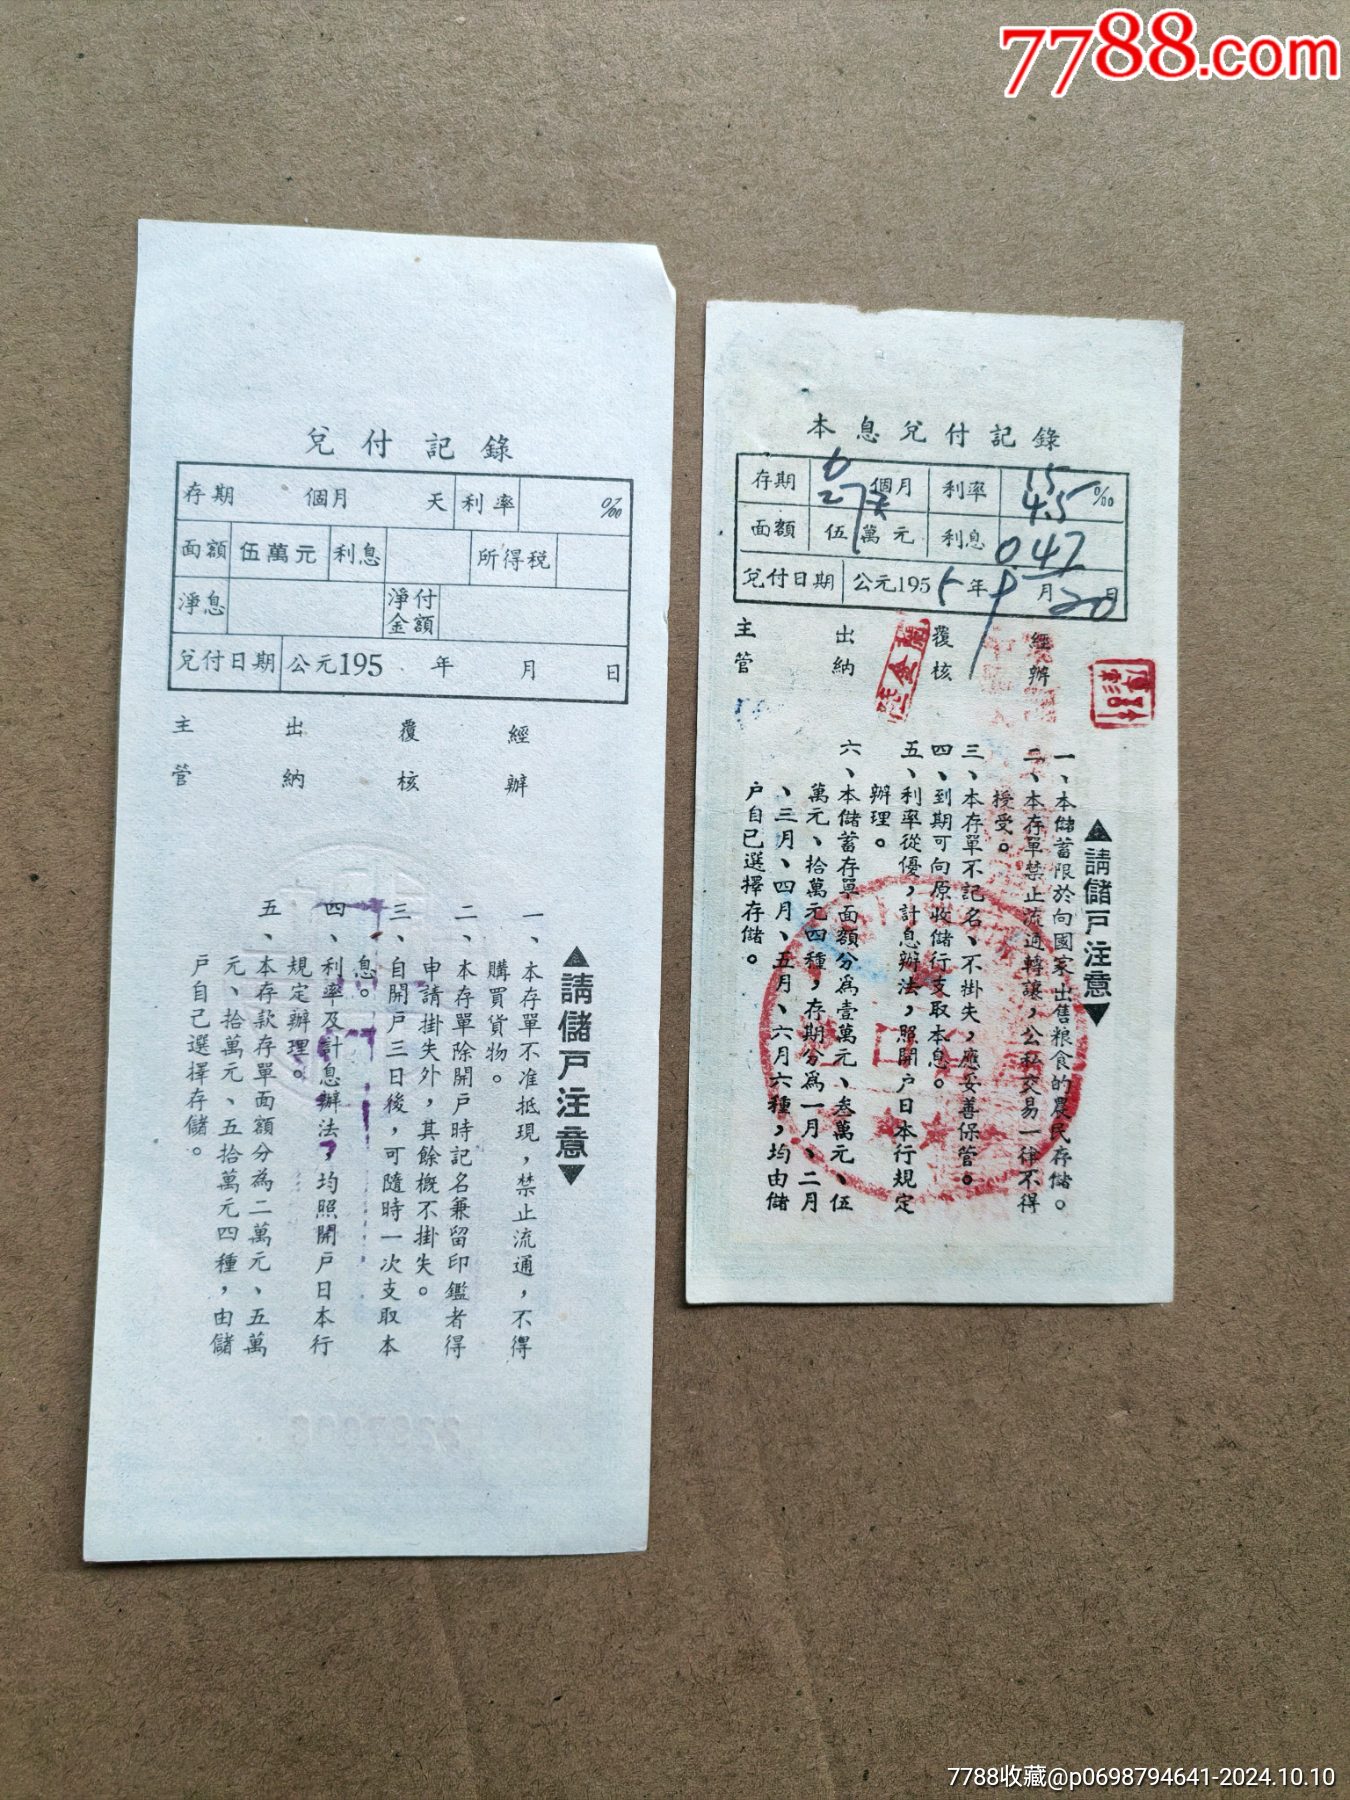 7788.com
兌付記錄
存期 個月 天 利率 ‰
面額 伍萬元 利息 所得稅
淨息 淨付金額
兌付日期 公元195 年 月 日
主管 出納 覆核 經辦
▲請儲戶注意▼
一、本存單不准抵現，禁止流通，不得
購買貨物。
二、本存單除開戶時記名兼留印鑑者得
申請掛失外，其餘概不掛失。
三、自開戶三日後，可隨時一次支取本
息。
四、利率及計息辦法，均照開戶日本行
規定辦理。
五、本存款存單面額分為二萬元、五萬
元、拾萬元、五拾萬元四種，由儲
戶自己選擇存儲。
本息兌付記錄
存期 6 個月 27天 利率 15 4.5 ‰
面額 伍萬元 利息 0.47
兌付日期 公元1955年9月20日
主管 出納 覆核 經辦
▲請儲戶注意▼
一、本儲蓄限於向國家出售粮食的農民存儲。
二、本存單禁止流通轉讓，公私交易一律不得
授受。
三、本存單不記名、不掛失，應妥善保管。
四、到期可向原收儲行支取本息。
五、利率從優，計息辦法，照開戶日本行規定
辦理。
六、本儲蓄存單面額分爲壹萬元、叁萬元、伍
萬元、拾萬元四種，存期分爲一月、二月
、三月、四月、五月、六月六種，均由儲
戶自已選擇存儲。
7788收藏@p0698794641-2024.10.10